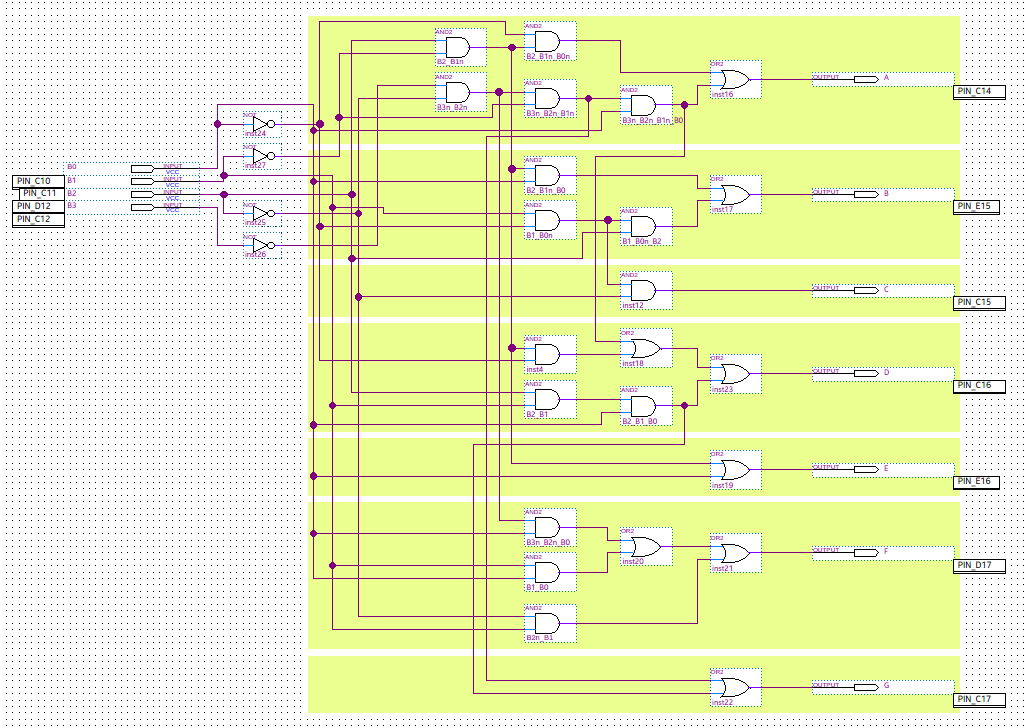 AND2
B2_B1n
AND2
B2_B1n_B0n
AND2
B3n_B2n
AND2
B3n_B2n_B1n
AND2
B3n_B2n_B1n_B0
OR2
inst16
OUTPUT
A
PIN_C14
NOT
inst24
NOT
inst27
B0
INPUT
VCC
PIN_C10
B1
INPUT
VCC
PIN_C11
B2
INPUT
VCC
PIN_D12
B3
INPUT
VCC
PIN_C12
NOT
inst25
NOT
inst26
AND2
B2_B1n_B0
AND2
B1_B0n
AND2
B1_B0n_B2
OR2
inst17
OUTPUT
B
PIN_E15
AND2
inst12
OUTPUT
C
PIN_C15
AND2
inst4
OR2
inst18
AND2
B2_B1
AND2
B2_B1_B0
OR2
inst23
OUTPUT
D
PIN_C16
OR2
inst19
OUTPUT
E
PIN_E16
AND2
B3n_B2n_B0
AND2
B1_B0
OR2
inst20
OR2
inst21
OUTPUT
F
PIN_D17
AND2
B2n_B1
OR2
inst22
OUTPUT
G
PIN_C17